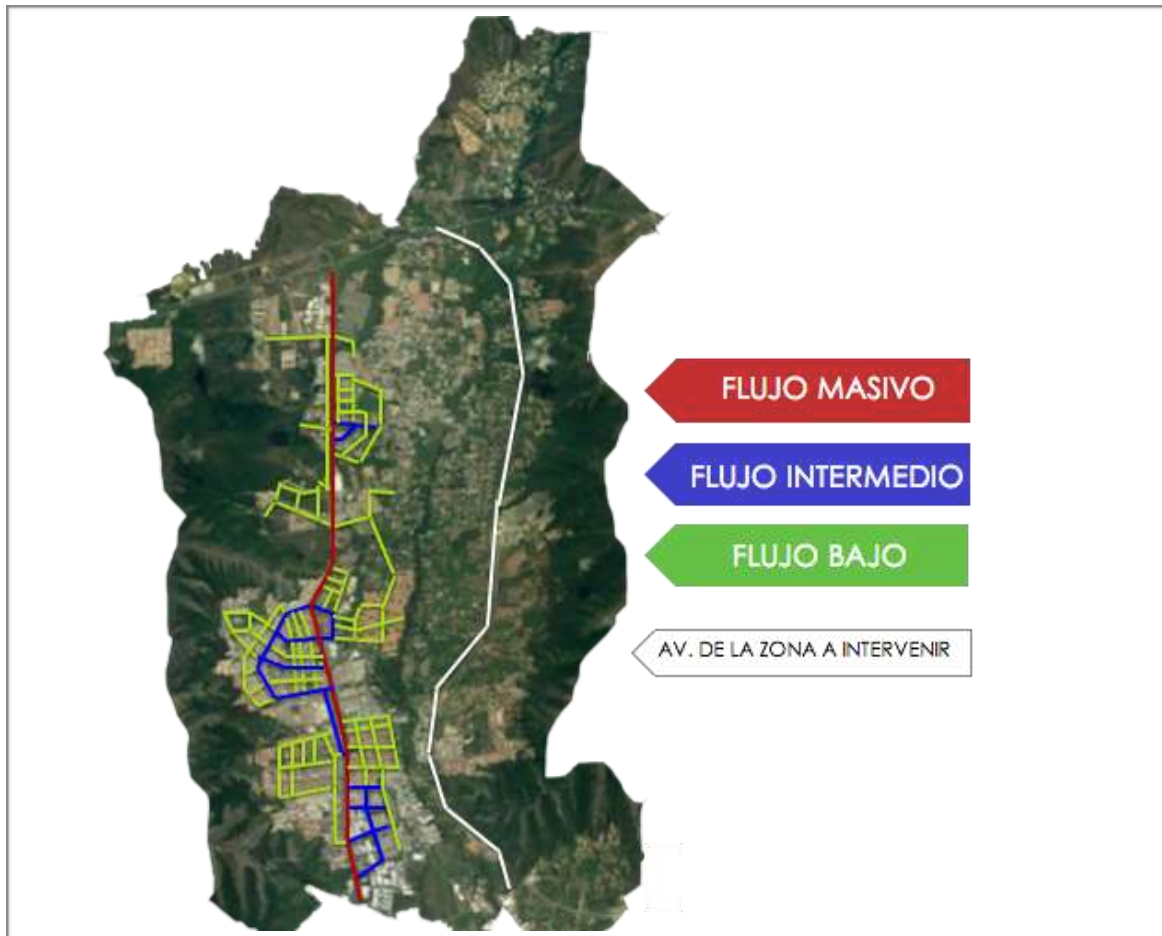 FLUJO MASIVO
FLUJO INTERMEDIO
FLUJO BAJO
AV. DE LA ZONA A INTERVENIR